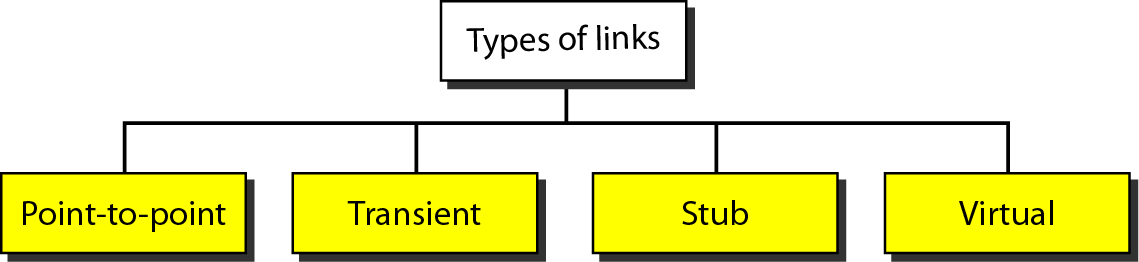 Types of links
Point-to-point
Transient
Stub
Virtual